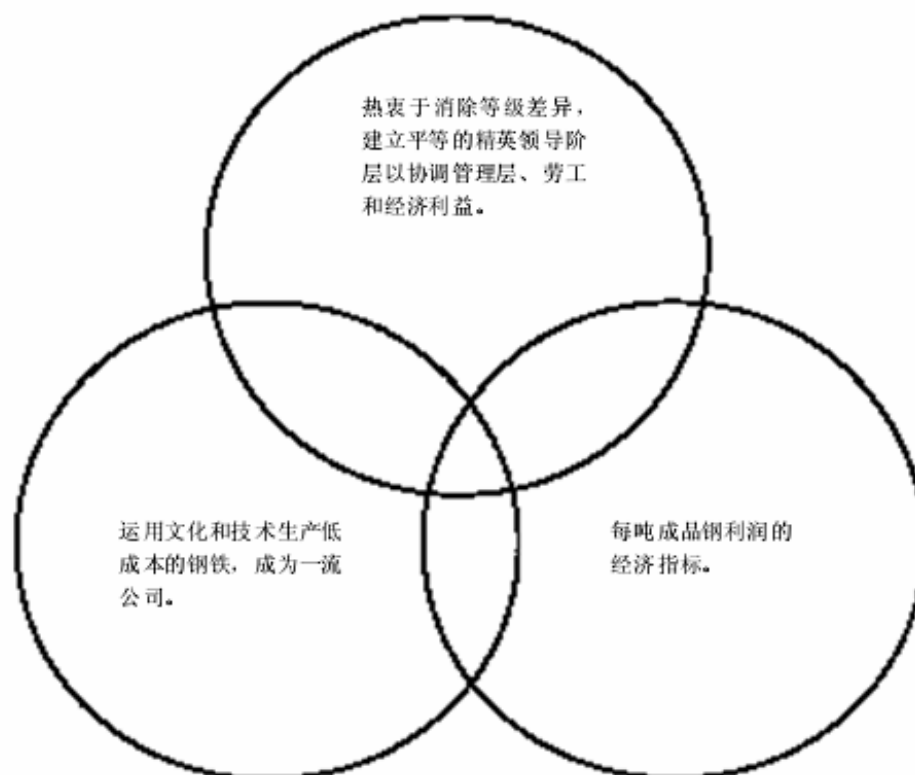 热衷于消除等级差异，
建立平等的精英领导阶
层以协调管理层、劳工
和经济利益。
运用文化和技术生产低
成本的钢铁，成为一流
公司。
每吨成品钢利润的
经济指标。